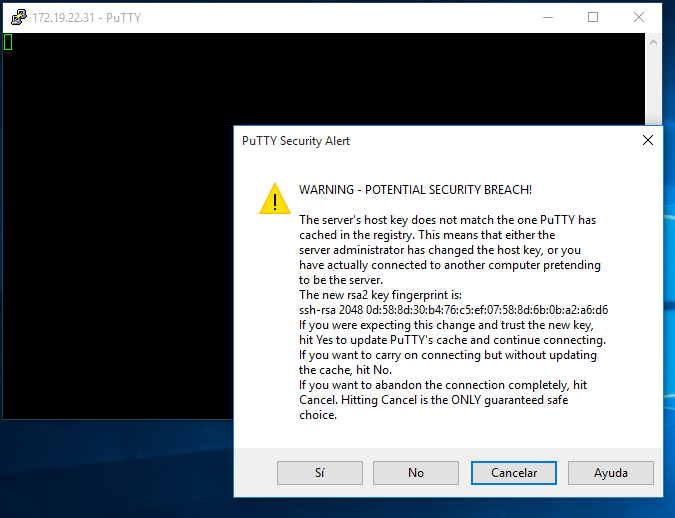 172.19.22.31 - PuTTY
PuTTY Security Alert
WARNING - POTENTIAL SECURITY BREACH!
The server's host key does not match the one PuTTY has
cached in the registry. This means that either the
server administrator has changed the host key, or you
have actually connected to another computer pretending
to be the server.
The new rsa2 key fingerprint is:
ssh-rsa 2048 0d:58:8d:30:b4:76:c5:ef:07:58:8d:6b:0b:a2:a6:d6
If you were expecting this change and trust the new key,
hit Yes to update PuTTY's cache and continue connecting.
If you want to carry on connecting but without updating
the cache, hit No.
If you want to abandon the connection completely, hit
Cancel. Hitting Cancel is the ONLY guaranteed safe
choice.
Sí No Cancelar Ayuda